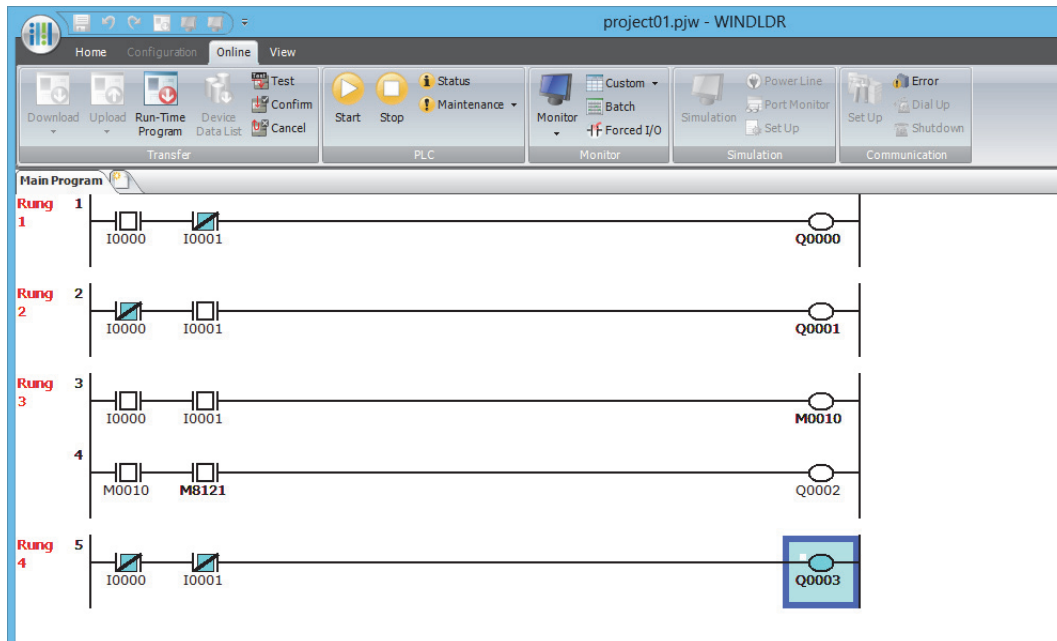 project01.pjw - WINDLDR
Home Configuration Online View
Download Upload Run-Time Program Device Data List Test Confirm Cancel
Start Stop Status Maintenance
Monitor Custom Batch Forced I/O
Simulation Power Line Port Monitor Set Up
Set Up Error Dial Up Shutdown
Transfer PLC Monitor Simulation Communication
Main Program
Rung 1 1
I0000 I0001 Q0000
Rung 2 2
I0000 I0001 Q0001
Rung 3 3
I0000 I0001 M0010
4
M0010 M8121 Q0002
Rung 4 5
I0000 I0001 Q0003